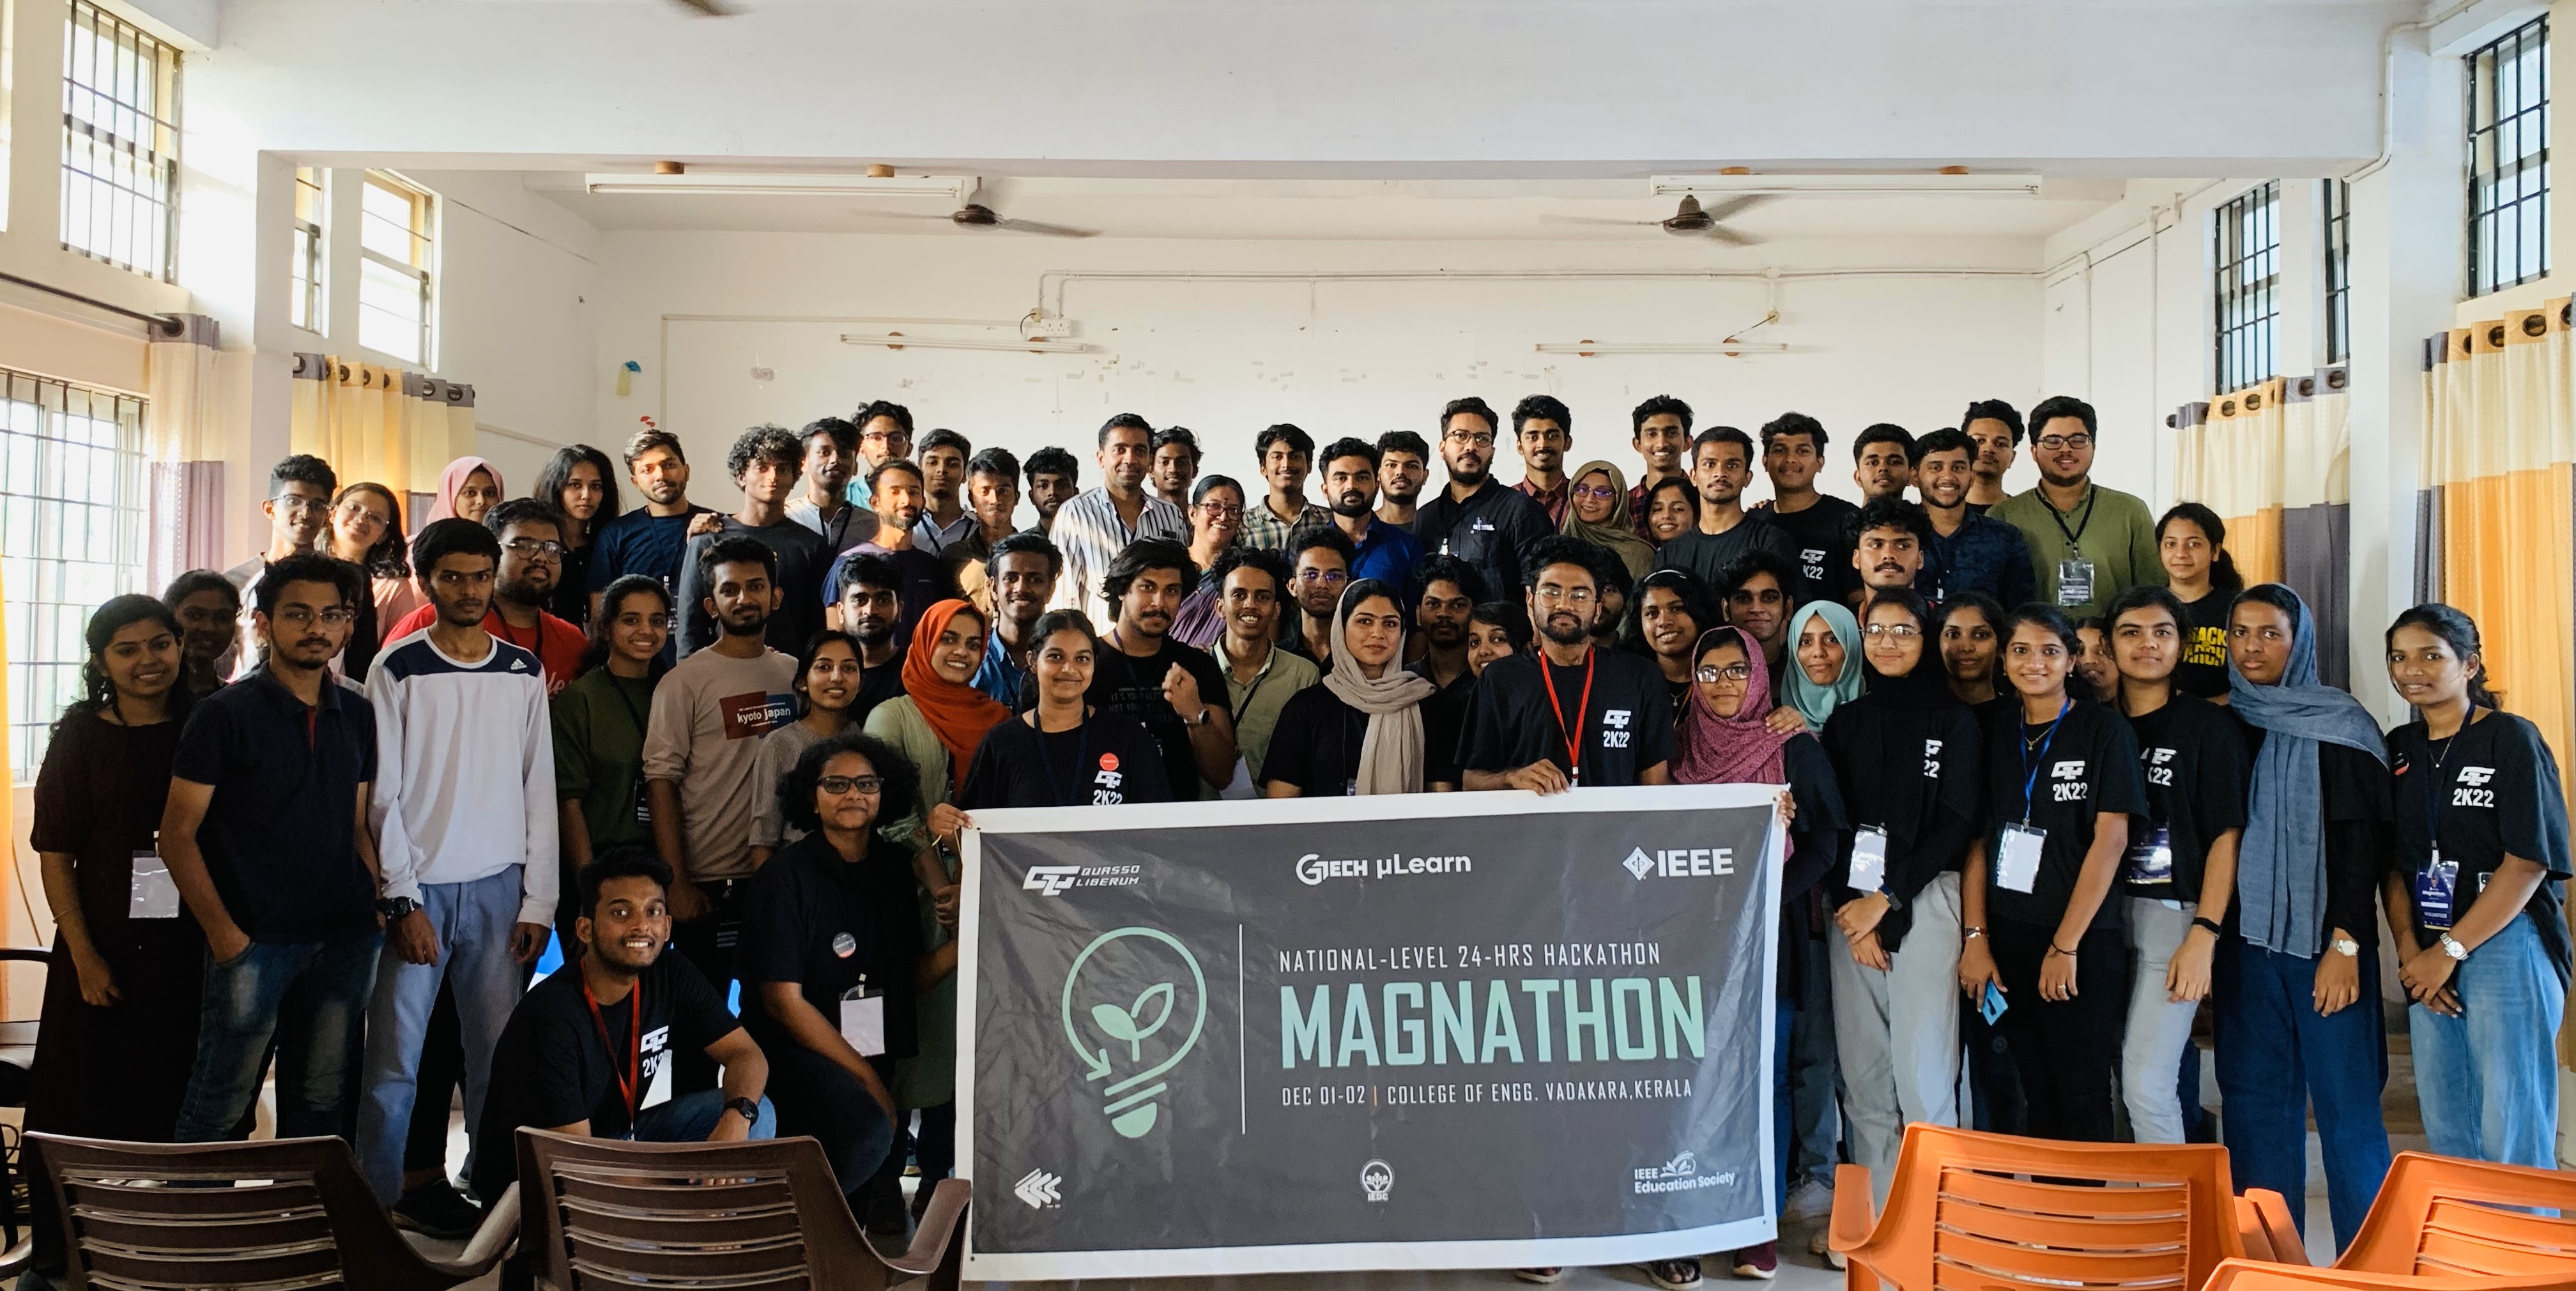 QUASSO
LIBERUM
GTECH µLearn
IEEE
NATIONAL-LEVEL 24-HRS HACKATHON
MAGNATHON
DEC 01-02 | COLLEGE OF ENGG. VADAKARA,KERALA
IEDC
IEEE
Education Society
kyoto japan
2K22
2K22
2K22
2K22
2K22